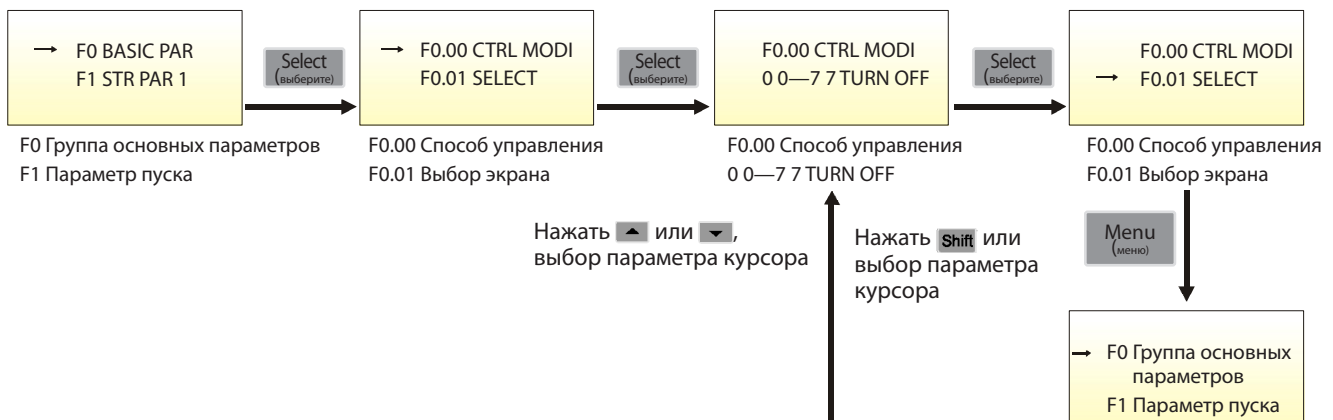 F0 BASIC PAR
F1 STR PAR 1
Select
(выберите)
F0.00 CTRL MODI
F0.01 SELECT
Select
(выберите)
F0.00 CTRL MODI
0 0—7 7 TURN OFF
Select
(выберите)
F0.00 CTRL MODI
F0.01 SELECT
F0 Группа основных параметров
F1 Параметр пуска
F0.00 Способ управления
F0.01 Выбор экрана
F0.00 Способ управления
0 0—7 7 TURN OFF
F0.00 Способ управления
F0.01 Выбор экрана
Нажать или ,
выбор параметра курсора
Нажать Shift или
выбор параметра
курсора
Menu
(меню)
F0 Группа основных
параметров
F1 Параметр пуска